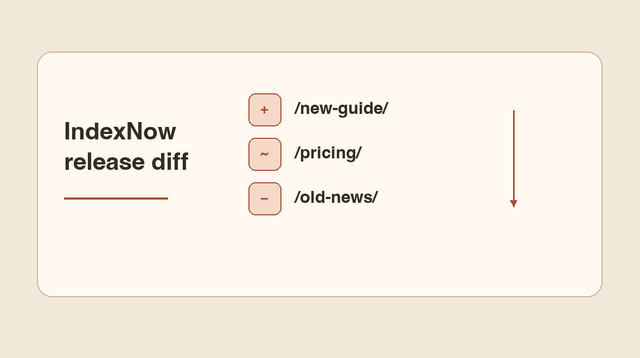 IndexNow
release diff
+ /new-guide/
~ /pricing/
− /old-news/